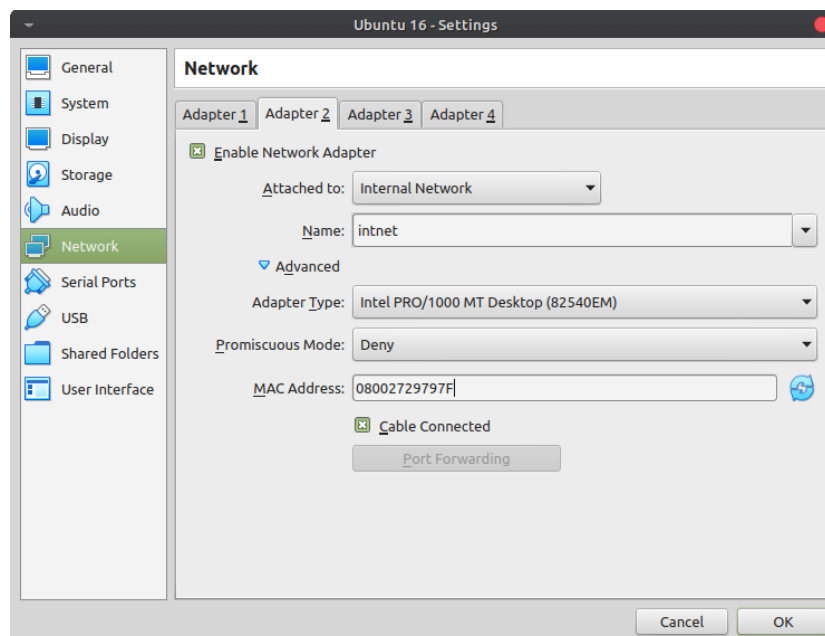 Ubuntu 16 - Settings
General
System
Display
Storage
Audio
Network
Serial Ports
USB
Shared Folders
User Interface
Network
Adapter 1 Adapter 2 Adapter 3 Adapter 4
Enable Network Adapter
Attached to: Internal Network
Name: intnet
Advanced
Adapter Type: Intel PRO/1000 MT Desktop (82540EM)
Promiscuous Mode: Deny
MAC Address: 08002729797F
Cable Connected
Port Forwarding
Cancel OK